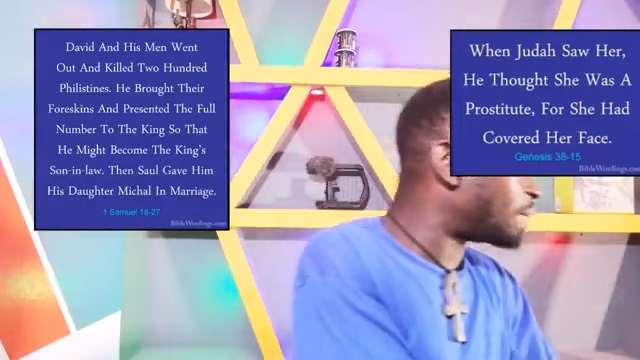 David And His Men Went
Out And Killed Two Hundred
Philistines. He Brought Their
Foreskins And Presented The Full
Number To The King So That
He Might Become The King's
Son-in-law. Then Saul Gave Him
His Daughter Michal In Marriage.
1 Samuel 18-27
BibleWordings.com
When Judah Saw Her,
He Thought She Was A
Prostitute, For She Had
Covered Her Face.
Genesis 38-15
BibleWordings.com